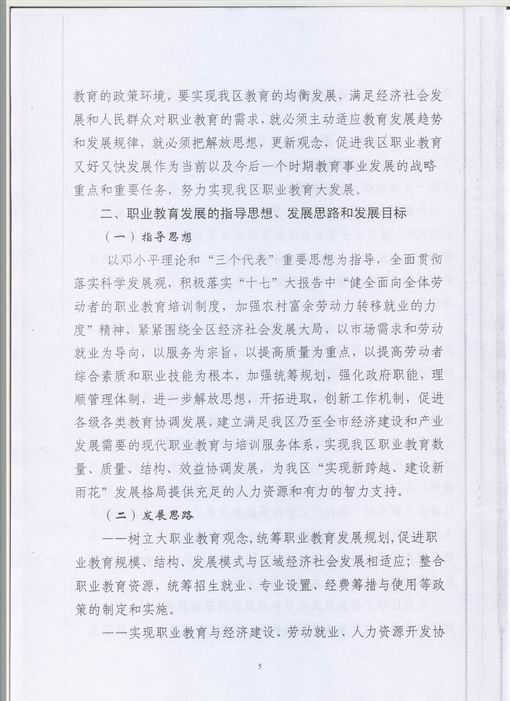 教育的政策环境，要实现我区教育的均衡发展，满足经济社会发
展和人民群众对职业教育的需求，就必须主动适应教育发展趋势
和发展规律，就必须把解放思想，更新观念，促进我区职业教育
又好又快发展作为当前以及今后一个时期教育事业发展的战略
重点和重要任务，努力实现我区职业教育大发展。
二、职业教育发展的指导思想、发展思路和发展目标
（一）指导思想
以邓小平理论和“三个代表”重要思想为指导，全面贯彻
落实科学发展观，积极落实“十七”大报告中“健全面向全体劳
动者的职业教育培训制度，加强农村富余劳动力转移就业的力
度”精神，紧紧围绕全区经济社会发展大局，以市场需求和劳动
就业为导向，以服务为宗旨，以提高质量为重点，以提高劳动者
综合素质和职业技能为根本，加强统筹规划，强化政府职能，理
顺管理体制，进一步解放思想，开拓进取，创新工作机制，促进
各级各类教育协调发展，建立满足我区乃至全市经济建设和产业
发展需要的现代职业教育与培训服务体系，实现我区职业教育数
量、质量、结构、效益协调发展，为我区“实现新跨越、建设新
雨花”发展格局提供充足的人力资源和有力的智力支持。
（二）发展思路
——树立大职业教育观念，统筹职业教育发展规划，促进职
业教育规模、结构、发展模式与区域经济社会发展相适应；整合
职业教育资源，统筹招生就业、专业设置、经费筹措与使用等政
策的制定和实施。
——实现职业教育与经济建设、劳动就业、人力资源开发协
5